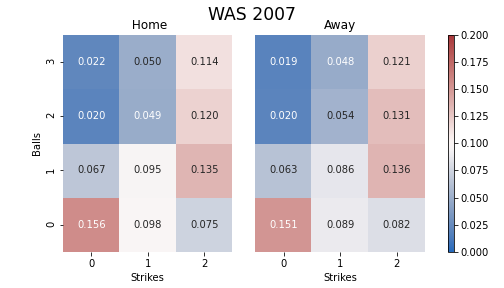 WAS 2007
Home Away
3 0.022 0.050 0.114 0.019 0.048 0.121
2 0.020 0.049 0.120 0.020 0.054 0.131
1 0.067 0.095 0.135 0.063 0.086 0.136
0 0.156 0.098 0.075 0.151 0.089 0.082
0 1 2 0 1 2
Strikes Strikes
Balls
0.200
0.175
0.150
0.125
0.100
0.075
0.050
0.025
0.000